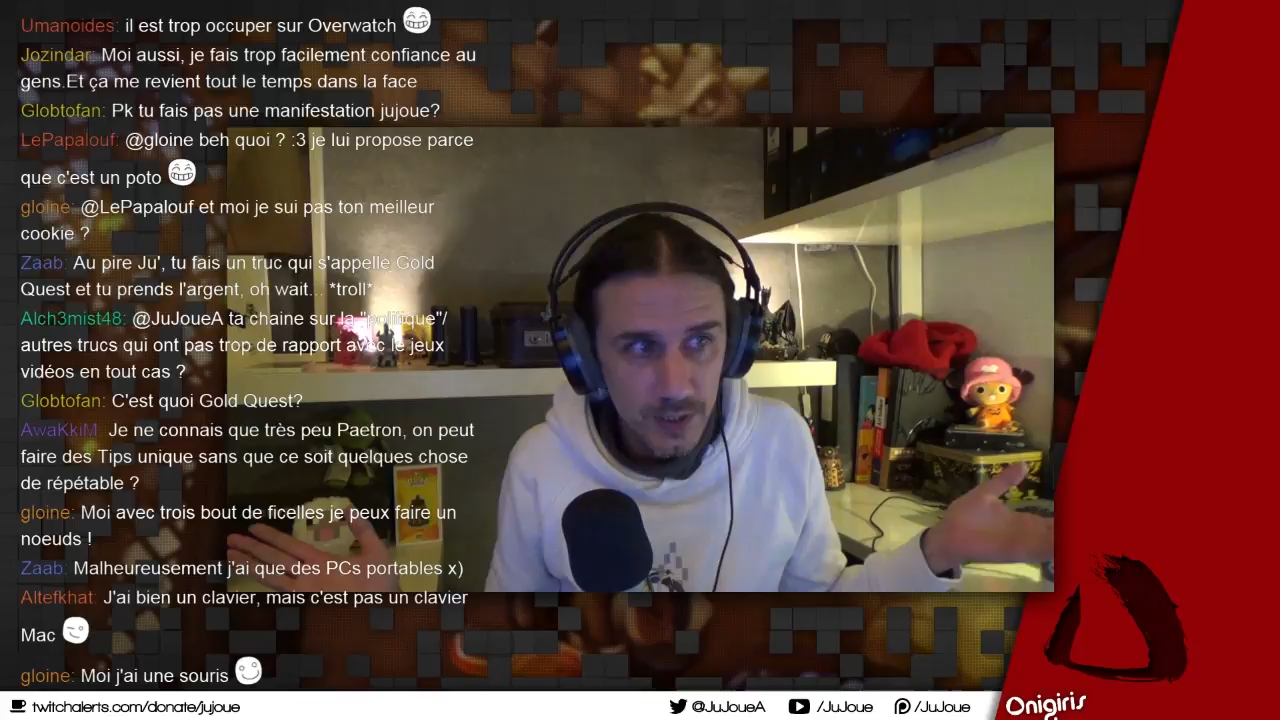 Umanoides: il est trop occuper sur Overwatch
Jozindar: Moi aussi, je fais trop facilement confiance au
gens.Et ça me revient tout le temps dans la face
Globtofan: Pk tu fais pas une manifestation jujoue?
LePapalouf: @gloine beh quoi ? :3 je lui propose parce
que c'est un poto
gloine: @LePapalouf et moi je sui pas ton meilleur
cookie ?
Zaab: Au pire Ju', tu fais un truc qui s'appelle Gold
Quest et tu prends l'argent, oh wait... *troll*
Alch3mist48: @JuJoueA ta chaine sur la "politique"/
autres trucs qui ont pas trop de rapport avec le jeux
vidéos en tout cas ?
Globtofan: C'est quoi Gold Quest?
AwaKkiM: Je ne connais que très peu Paetron, on peut
faire des Tips unique sans que ce soit quelques chose
de répétable ?
gloine: Moi avec trois bout de ficelles je peux faire un
noeuds !
Zaab: Malheureusement j'ai que des PCs portables x)
Altefkhat: J'ai bien un clavier, mais c'est pas un clavier
Mac
gloine: Moi j'ai une souris
twitchalerts.com/donate/jujoue
@JuJoueA
/JuJoue
/JuJoue
Onigiris